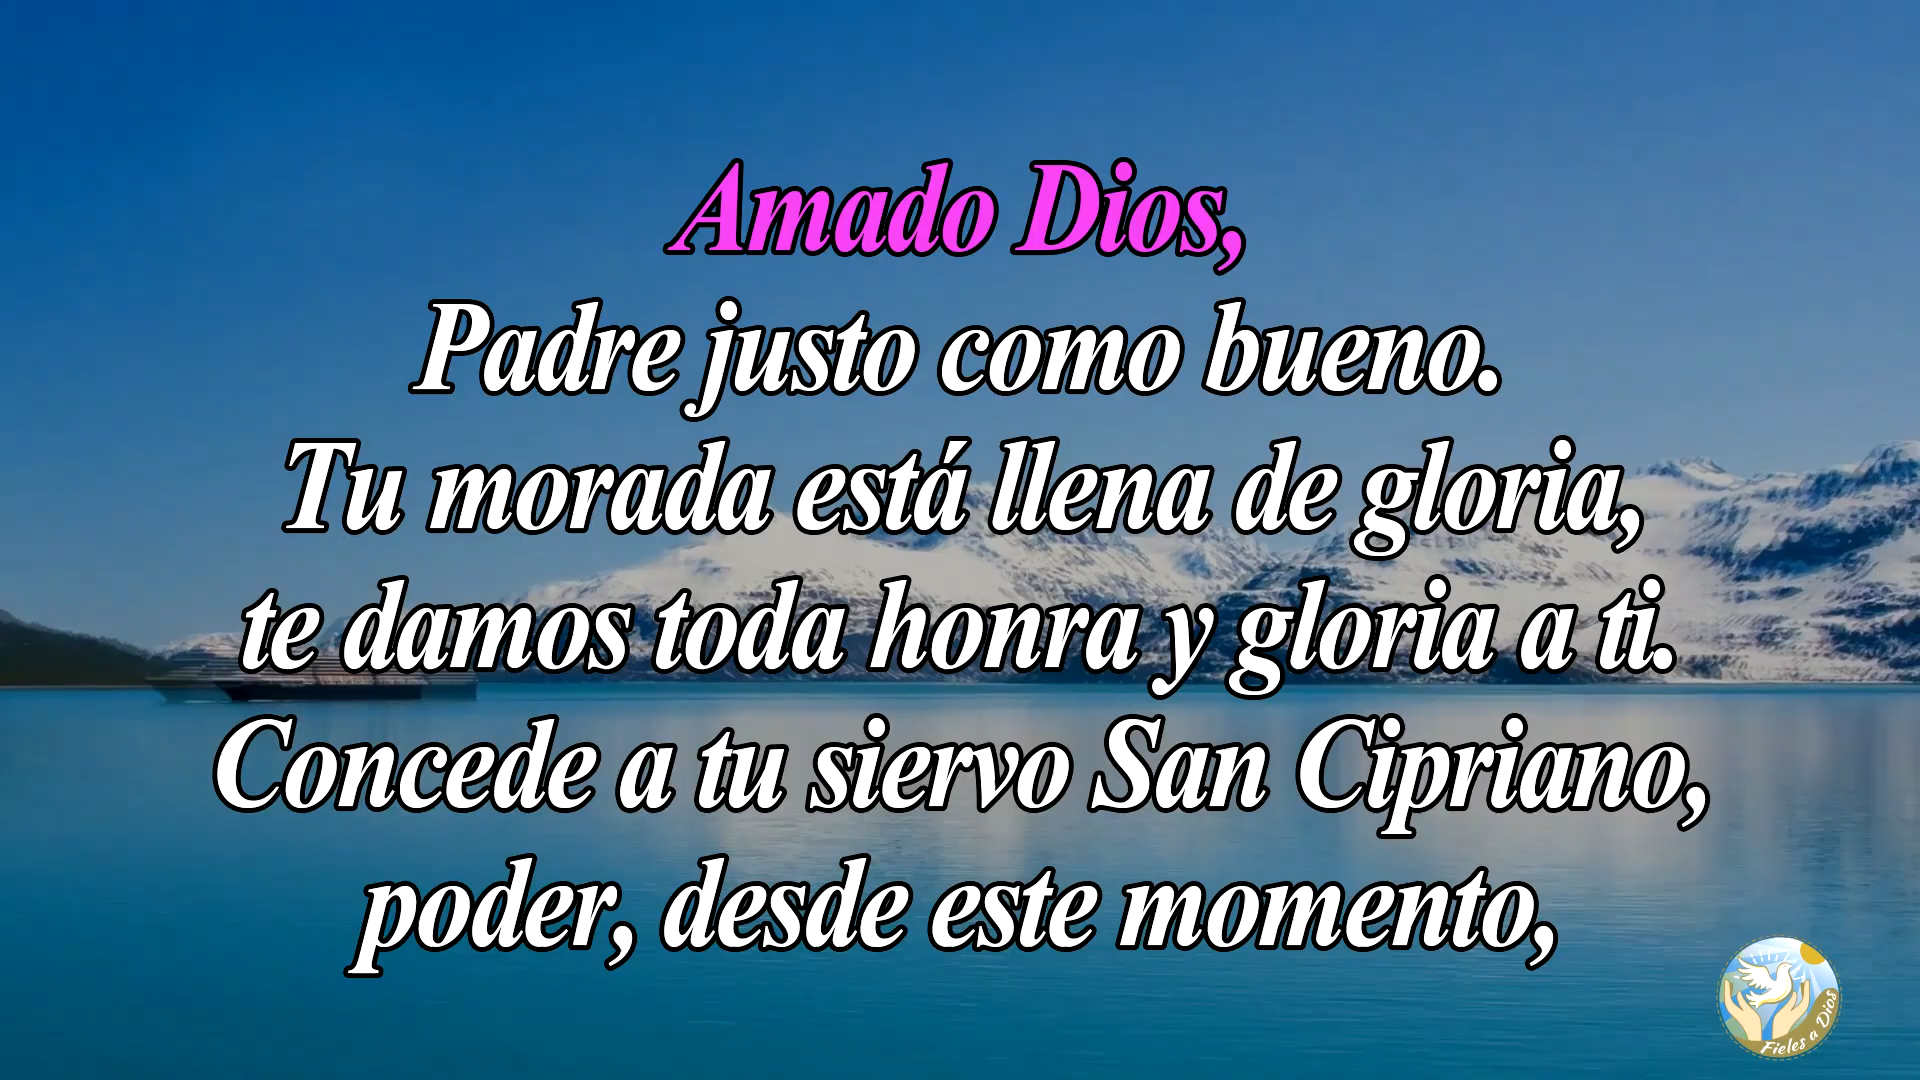 Amado Dios,
Padre justo como bueno.
Tu morada está llena de gloria,
te damos toda honra y gloria a ti.
Concede a tu siervo San Cipriano,
poder, desde este momento,
Fieles a Dios